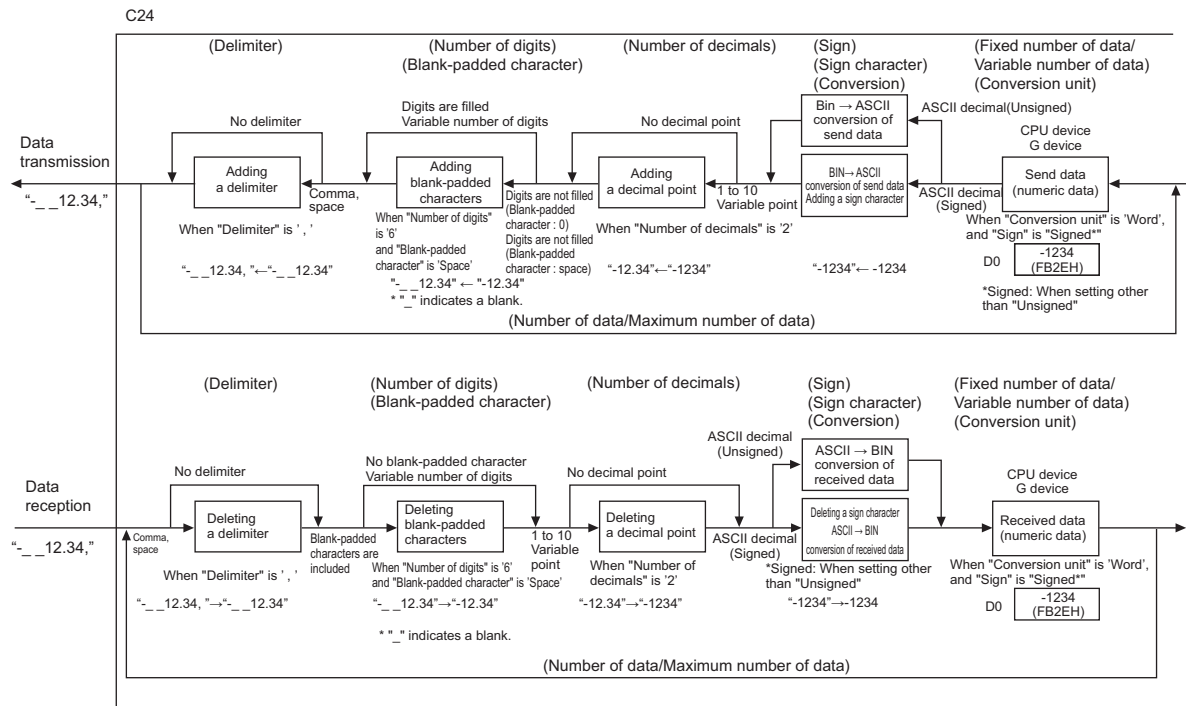 C24
(Delimiter)
(Number of digits)
(Blank-padded character)
(Number of decimals)
(Sign)
(Sign character)
(Conversion)
(Fixed number of data/
Variable number of data)
(Conversion unit)
Data
transmission
"-_ _12.34,"
No delimiter
Adding
a delimiter
Comma,
space
When "Delimiter" is ' , '
"-_ _12.34, "←"-_ _12.34"
Digits are filled
Variable number of digits
Adding
blank-padded
characters
Digits are not filled
(Blank-padded
character : 0)
Digits are not filled
(Blank-padded
character : space)
When "Number of digits"
is '6'
and "Blank-padded
character" is 'Space'
"-_ _12.34" ← "-12.34"
* "_" indicates a blank.
No decimal point
Adding
a decimal point
1 to 10
Variable point
When "Number of decimals" is '2'
"-12.34"←"-1234"
Bin → ASCII
conversion of
send data
ASCII decimal(Unsigned)
BIN→ASCII
conversion of send data
Adding a sign character
ASCII decimal
(Signed)
"-1234"← -1234
CPU device
G device
Send data
(numeric data)
When "Conversion unit" is 'Word',
and "Sign" is "Signed*"
D0
-1234
(FB2EH)
*Signed: When setting other
than "Unsigned"
(Number of data/Maximum number of data)
(Delimiter)
(Number of digits)
(Blank-padded character)
(Number of decimals)
(Sign)
(Sign character)
(Conversion)
(Fixed number of data/
Variable number of data)
(Conversion unit)
Data
reception
"-_ _12.34,"
No delimiter
Comma,
space
Deleting
a delimiter
Blank-padded
characters are
included
When "Delimiter" is ' , '
"-_ _12.34, "→"-_ _12.34"
No blank-padded character
Variable number of digits
Deleting
blank-padded
characters
1 to 10
Variable
point
When "Number of digits" is '6'
and "Blank-padded character" is 'Space'
"-_ _12.34"→"-12.34"
* "_" indicates a blank.
No decimal point
Deleting
a decimal point
When "Number of
decimals" is '2'
"-12.34"→"-1234"
ASCII decimal
(Unsigned)
ASCII decimal
(Signed)
ASCII → BIN
conversion of
received data
Deleting a sign character
ASCII → BIN
conversion of received data
*Signed: When setting other
than "Unsigned"
"-1234"→-1234
CPU device
G device
Received data
(numeric data)
When "Conversion unit" is 'Word',
and "Sign" is "Signed*"
D0
-1234
(FB2EH)
(Number of data/Maximum number of data)